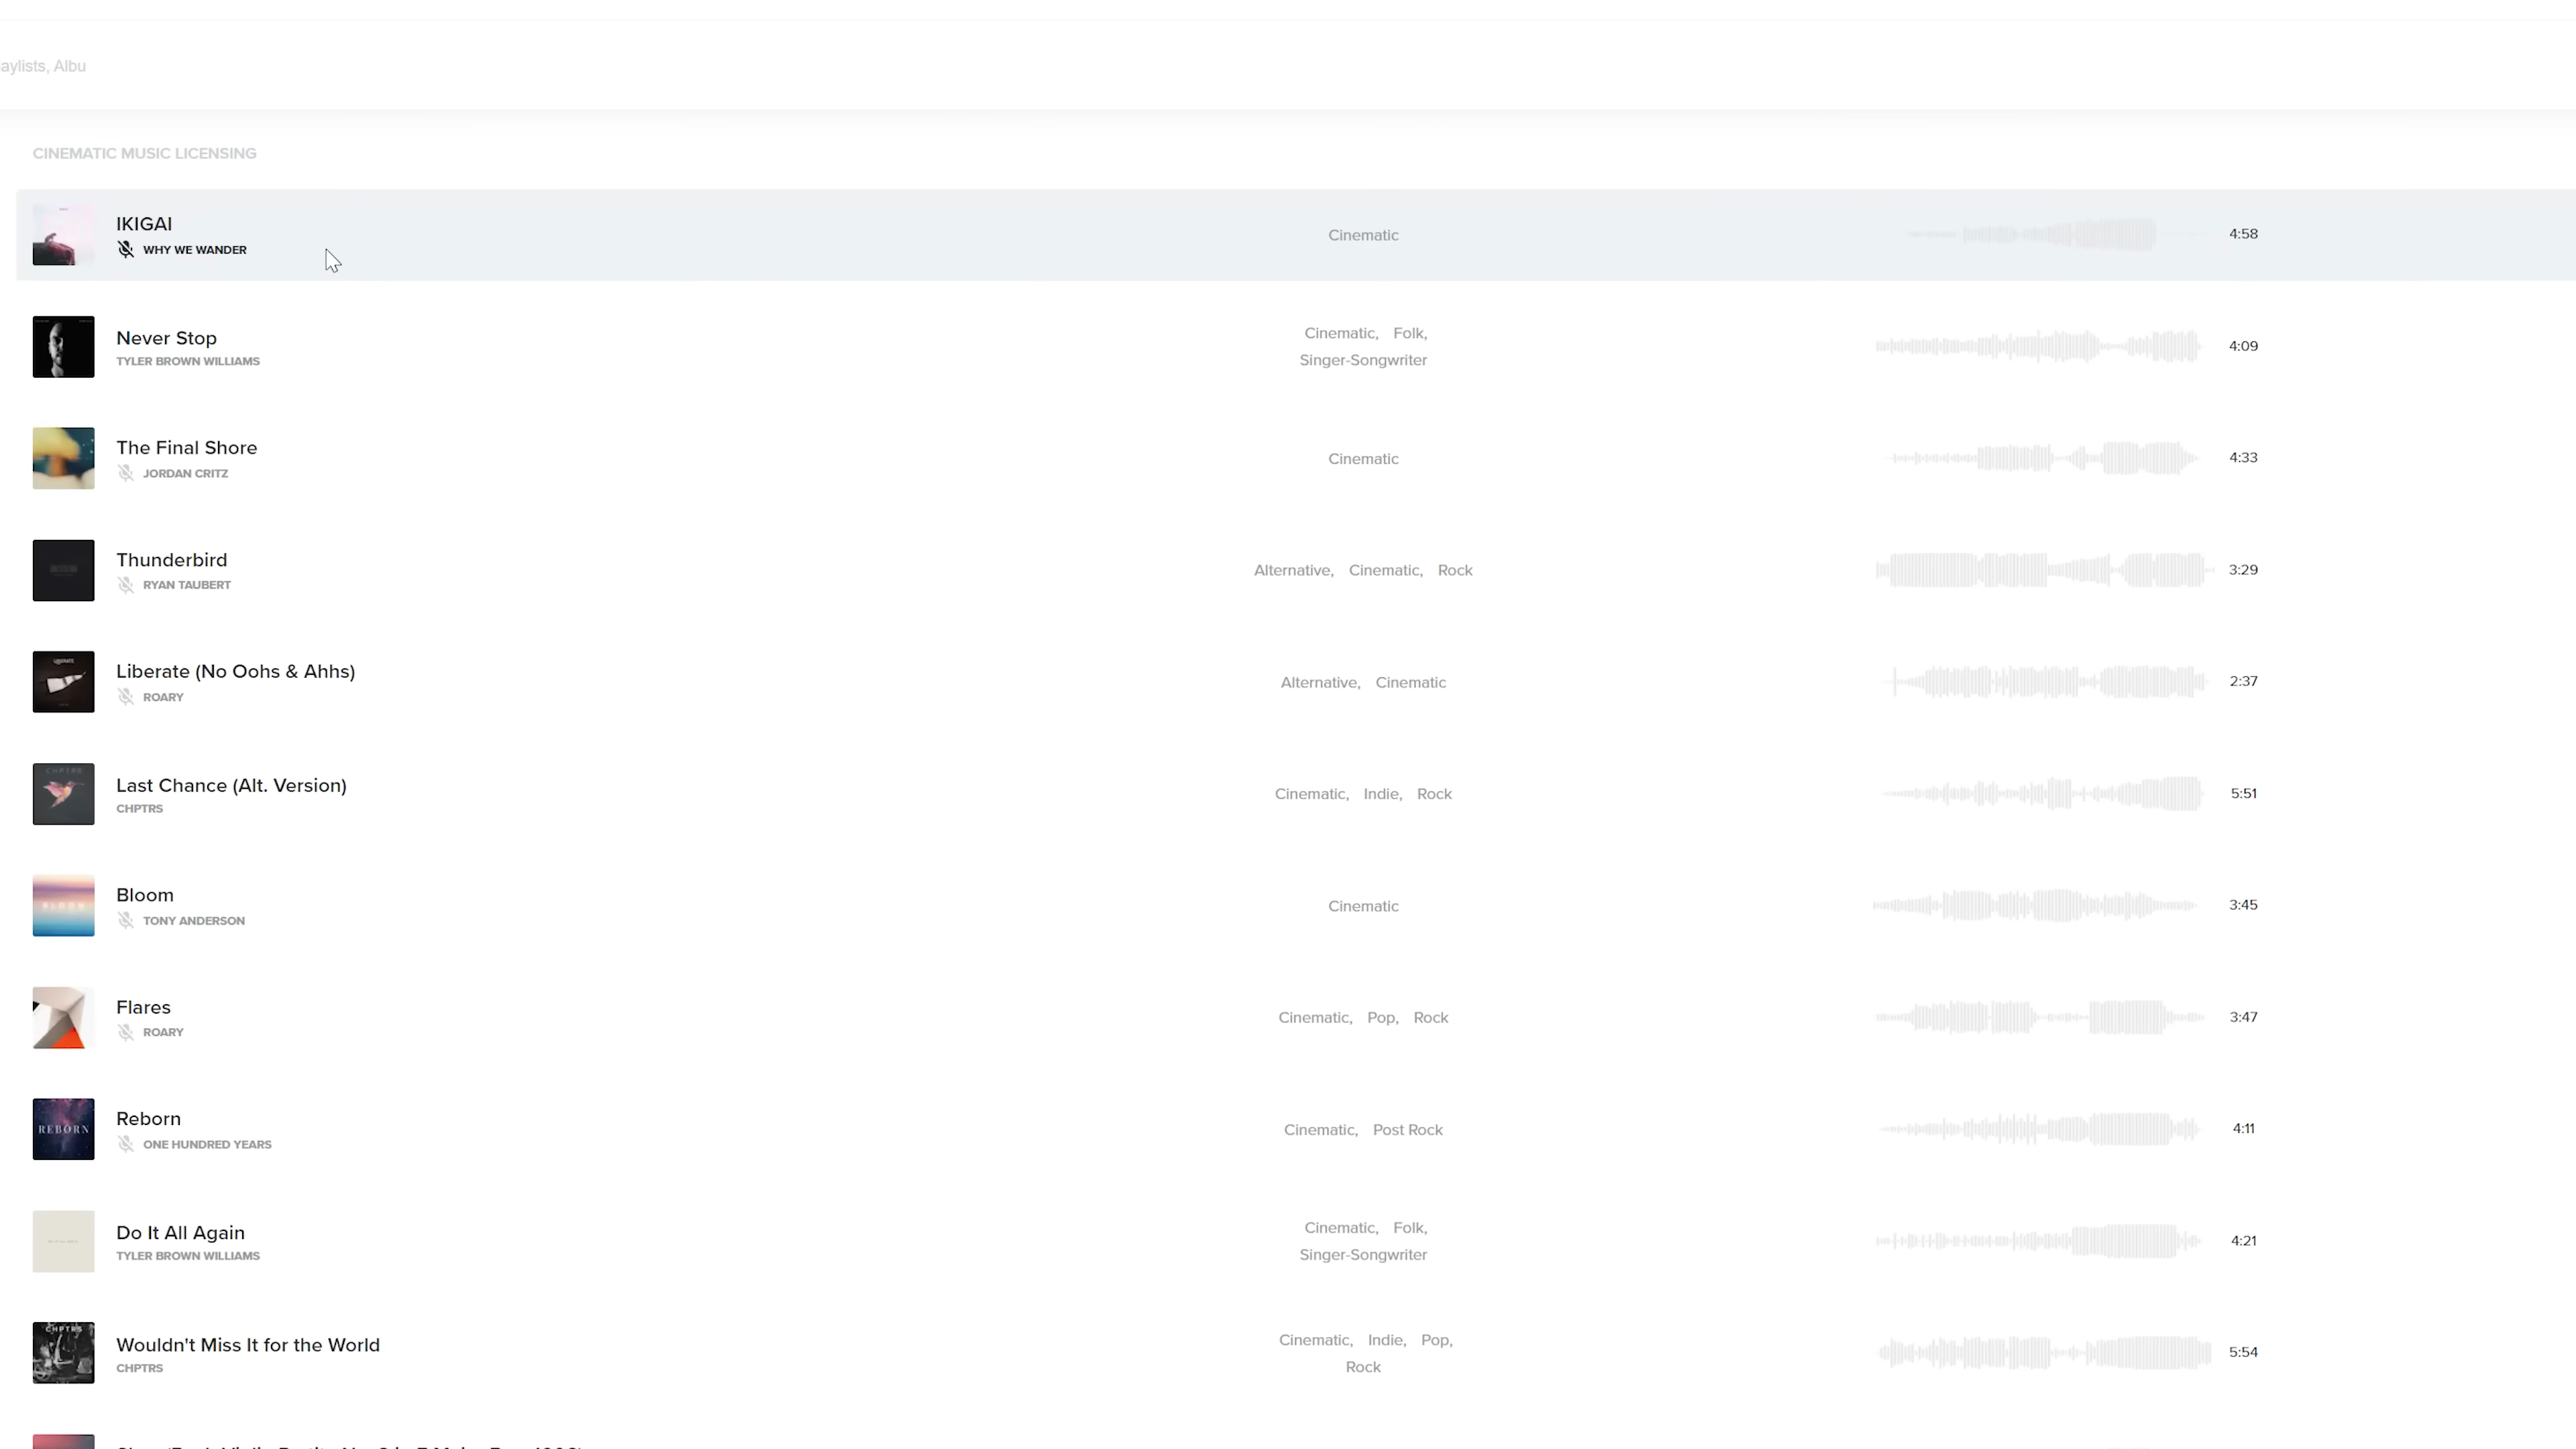 aylists, Albu
CINEMATIC MUSIC LICENSING
IKIGAI
WHY WE WANDER
Cinematic
4:58
Never Stop
TYLER BROWN WILLIAMS
Cinematic, Folk,
Singer-Songwriter
4:09
The Final Shore
JORDAN CRITZ
Cinematic
4:33
Thunderbird
RYAN TAUBERT
Alternative, Cinematic, Rock
3:29
LIBERATE
Liberate (No Oohs & Ahhs)
ROARY
Alternative, Cinematic
2:37
CHPTRS
Last Chance (Alt. Version)
CHPTRS
Cinematic, Indie, Rock
5:51
BLOOM
Bloom
TONY ANDERSON
Cinematic
3:45
Flares
ROARY
Cinematic, Pop, Rock
3:47
REBORN
Reborn
ONE HUNDRED YEARS
Cinematic, Post Rock
4:11
Do It All Again
TYLER BROWN WILLIAMS
Cinematic, Folk,
Singer-Songwriter
4:21
CHPTRS
Wouldn't Miss It for the World
CHPTRS
Cinematic, Indie, Pop,
Rock
5:54